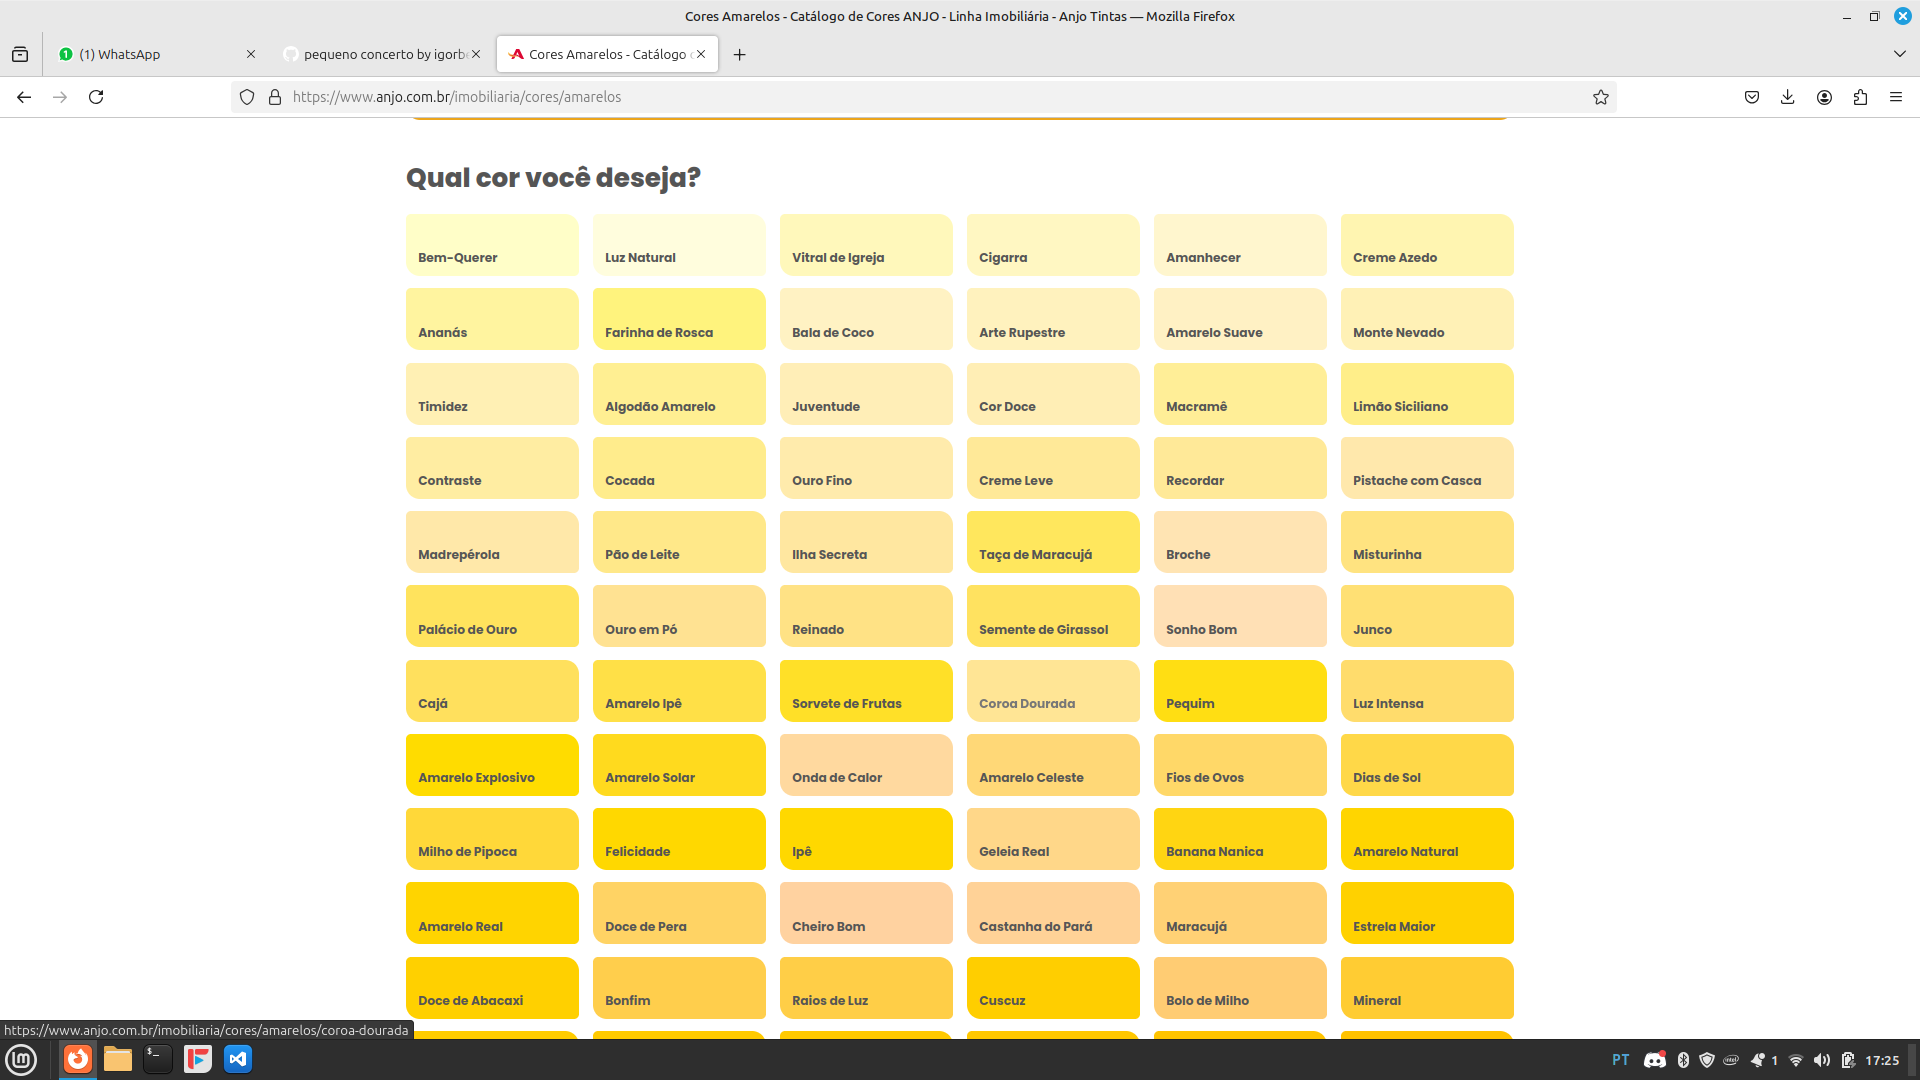 Cores Amarelos - Catálogo de Cores ANJO - Linha Imobiliária - Anjo Tintas — Mozilla Firefox
(1) WhatsApp
pequeno concerto by igorb
Cores Amarelos - Catálogo
https://www.anjo.com.br/imobiliaria/cores/amarelos
Qual cor você deseja?
Bem-Querer
Luz Natural
Vitral de Igreja
Cigarra
Amanhecer
Creme Azedo
Ananás
Farinha de Rosca
Bala de Coco
Arte Rupestre
Amarelo Suave
Monte Nevado
Timidez
Algodão Amarelo
Juventude
Cor Doce
Macramê
Limão Siciliano
Contraste
Cocada
Ouro Fino
Creme Leve
Recordar
Pistache com Casca
Madrepérola
Pão de Leite
Ilha Secreta
Taça de Maracujá
Broche
Misturinha
Palácio de Ouro
Ouro em Pó
Reinado
Semente de Girassol
Sonho Bom
Junco
Cajá
Amarelo Ipê
Sorvete de Frutas
Coroa Dourada
Pequim
Luz Intensa
Amarelo Explosivo
Amarelo Solar
Onda de Calor
Amarelo Celeste
Fios de Ovos
Dias de Sol
Milho de Pipoca
Felicidade
Ipê
Geleia Real
Banana Nanica
Amarelo Natural
Amarelo Real
Doce de Pera
Cheiro Bom
Castanha do Pará
Maracujá
Estrela Maior
Doce de Abacaxi
Bonfim
Raios de Luz
Cuscuz
Bolo de Milho
Mineral
https://www.anjo.com.br/imobiliaria/cores/amarelos/coroa-dourada
PT
1
17:25